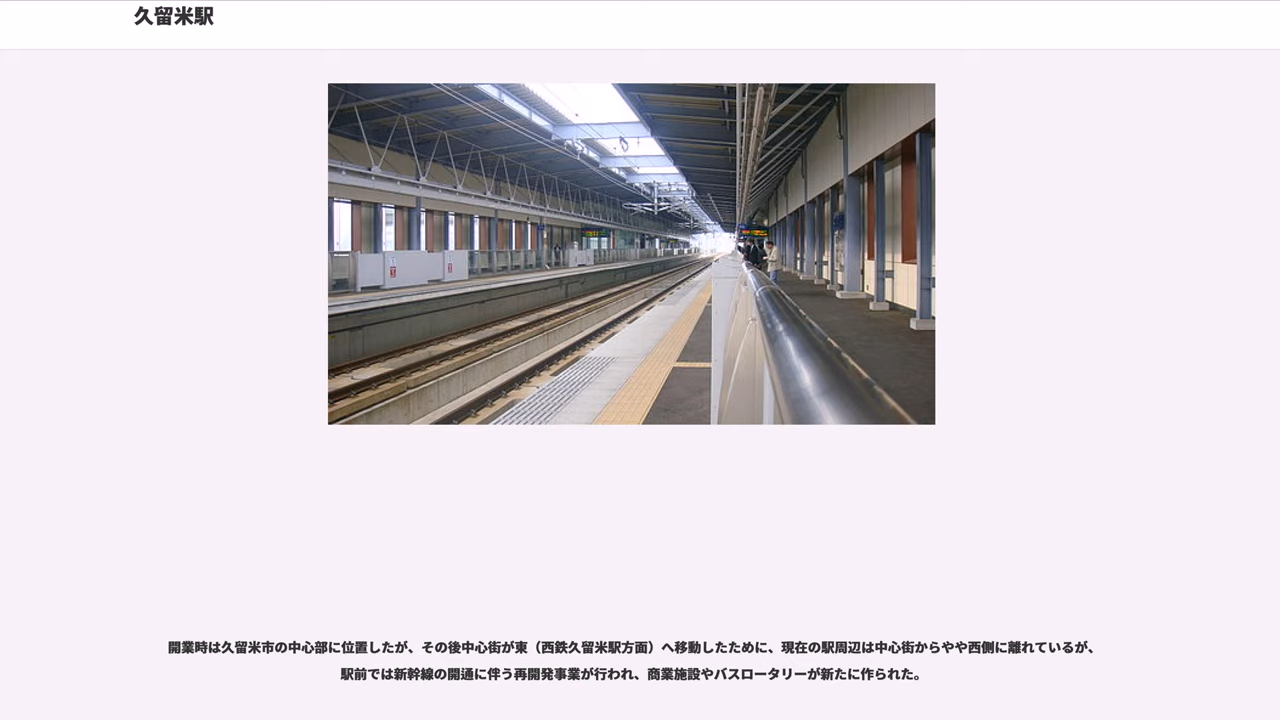 久留米駅
開業時は久留米市の中心部に位置したが、その後中心街が東（西鉄久留米駅方面）へ移動したために、現在の駅周辺は中心街からやや西側に離れているが、
駅前では新幹線の開通に伴う再開発事業が行われ、商業施設やバスロータリーが新たに作られた。